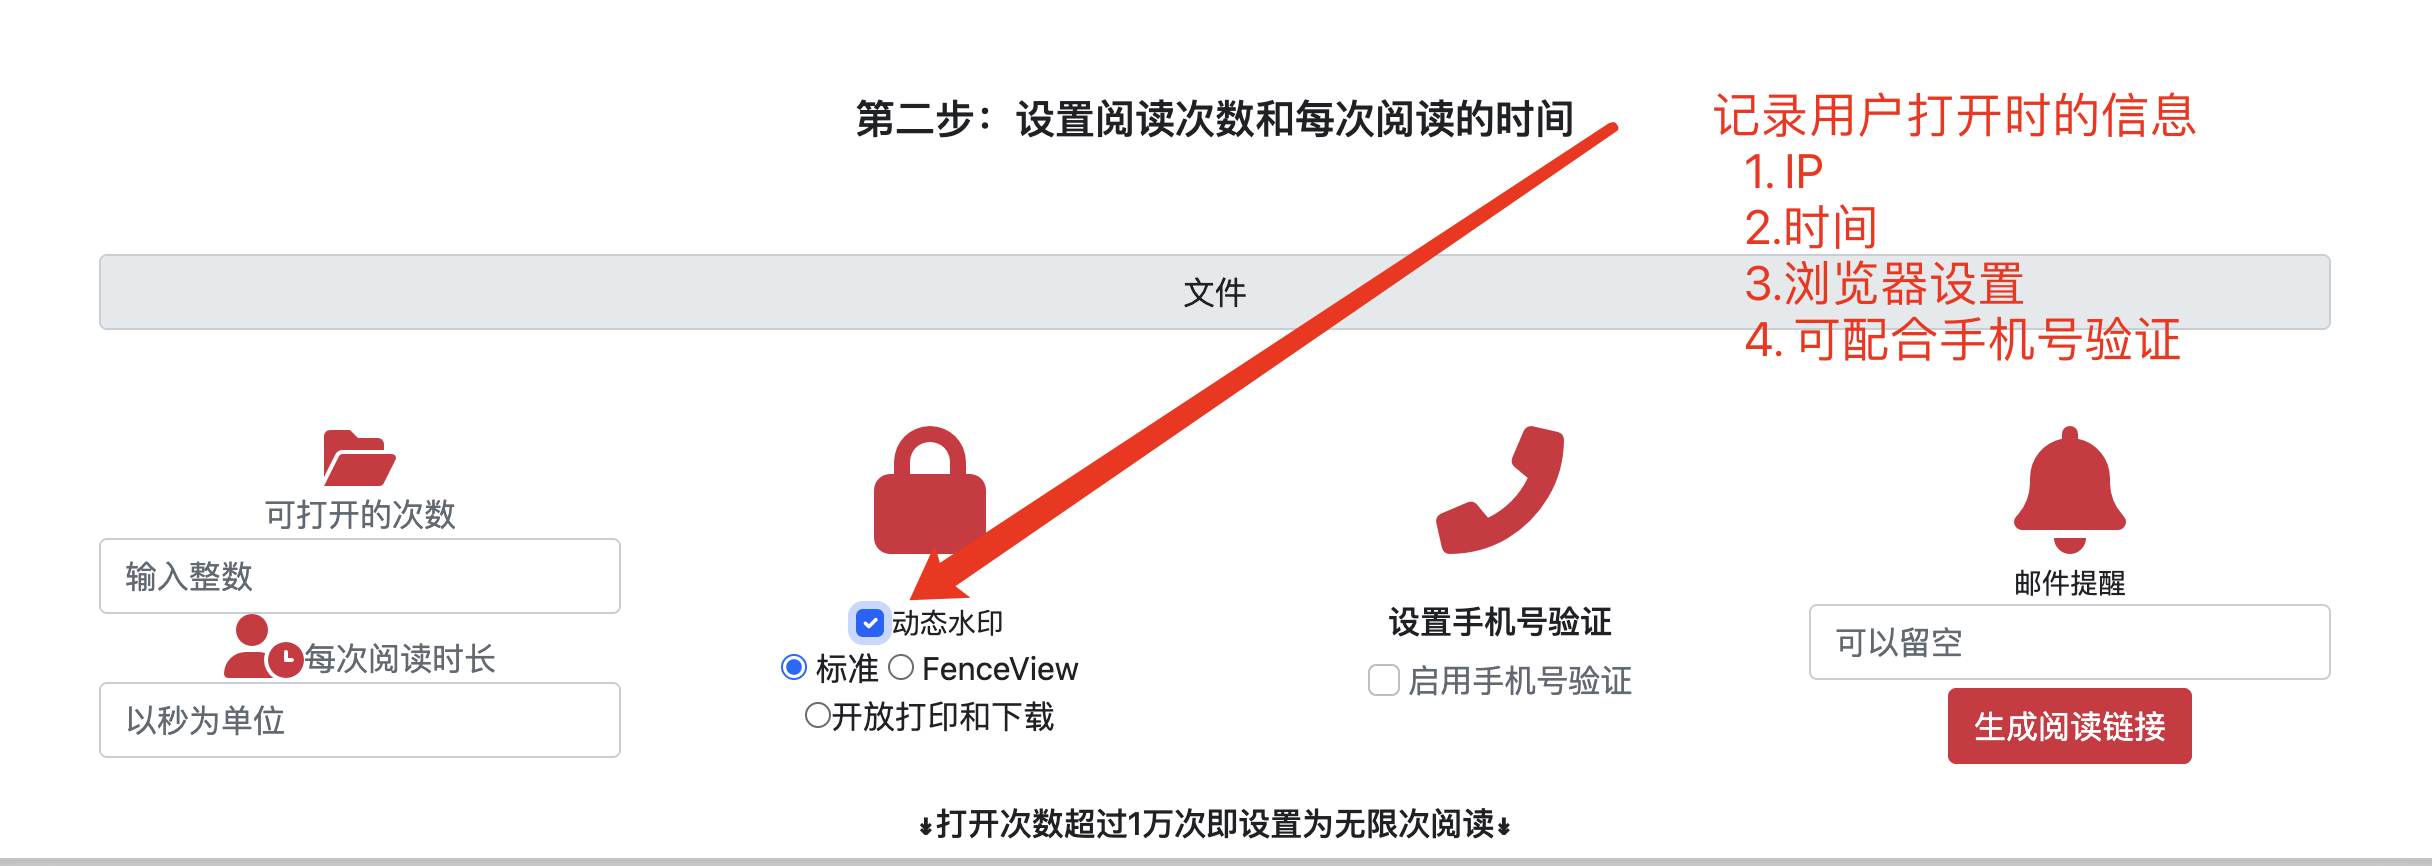 第二步：设置阅读次数和每次阅读的时间
记录用户打开时的信息
1. IP
2.时间
3.浏览器设置
4. 可配合手机号验证
文件
可打开的次数
输入整数
每次阅读时长
以秒为单位
动态水印
标准 FenceView
开放打印和下载
设置手机号验证
启用手机号验证
邮件提醒
可以留空
生成阅读链接
↡打开次数超过1万次即设置为无限次阅读↡